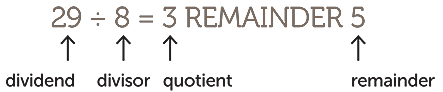 29 ÷ 8 = 3 REMAINDER 5
dividend divisor quotient remainder